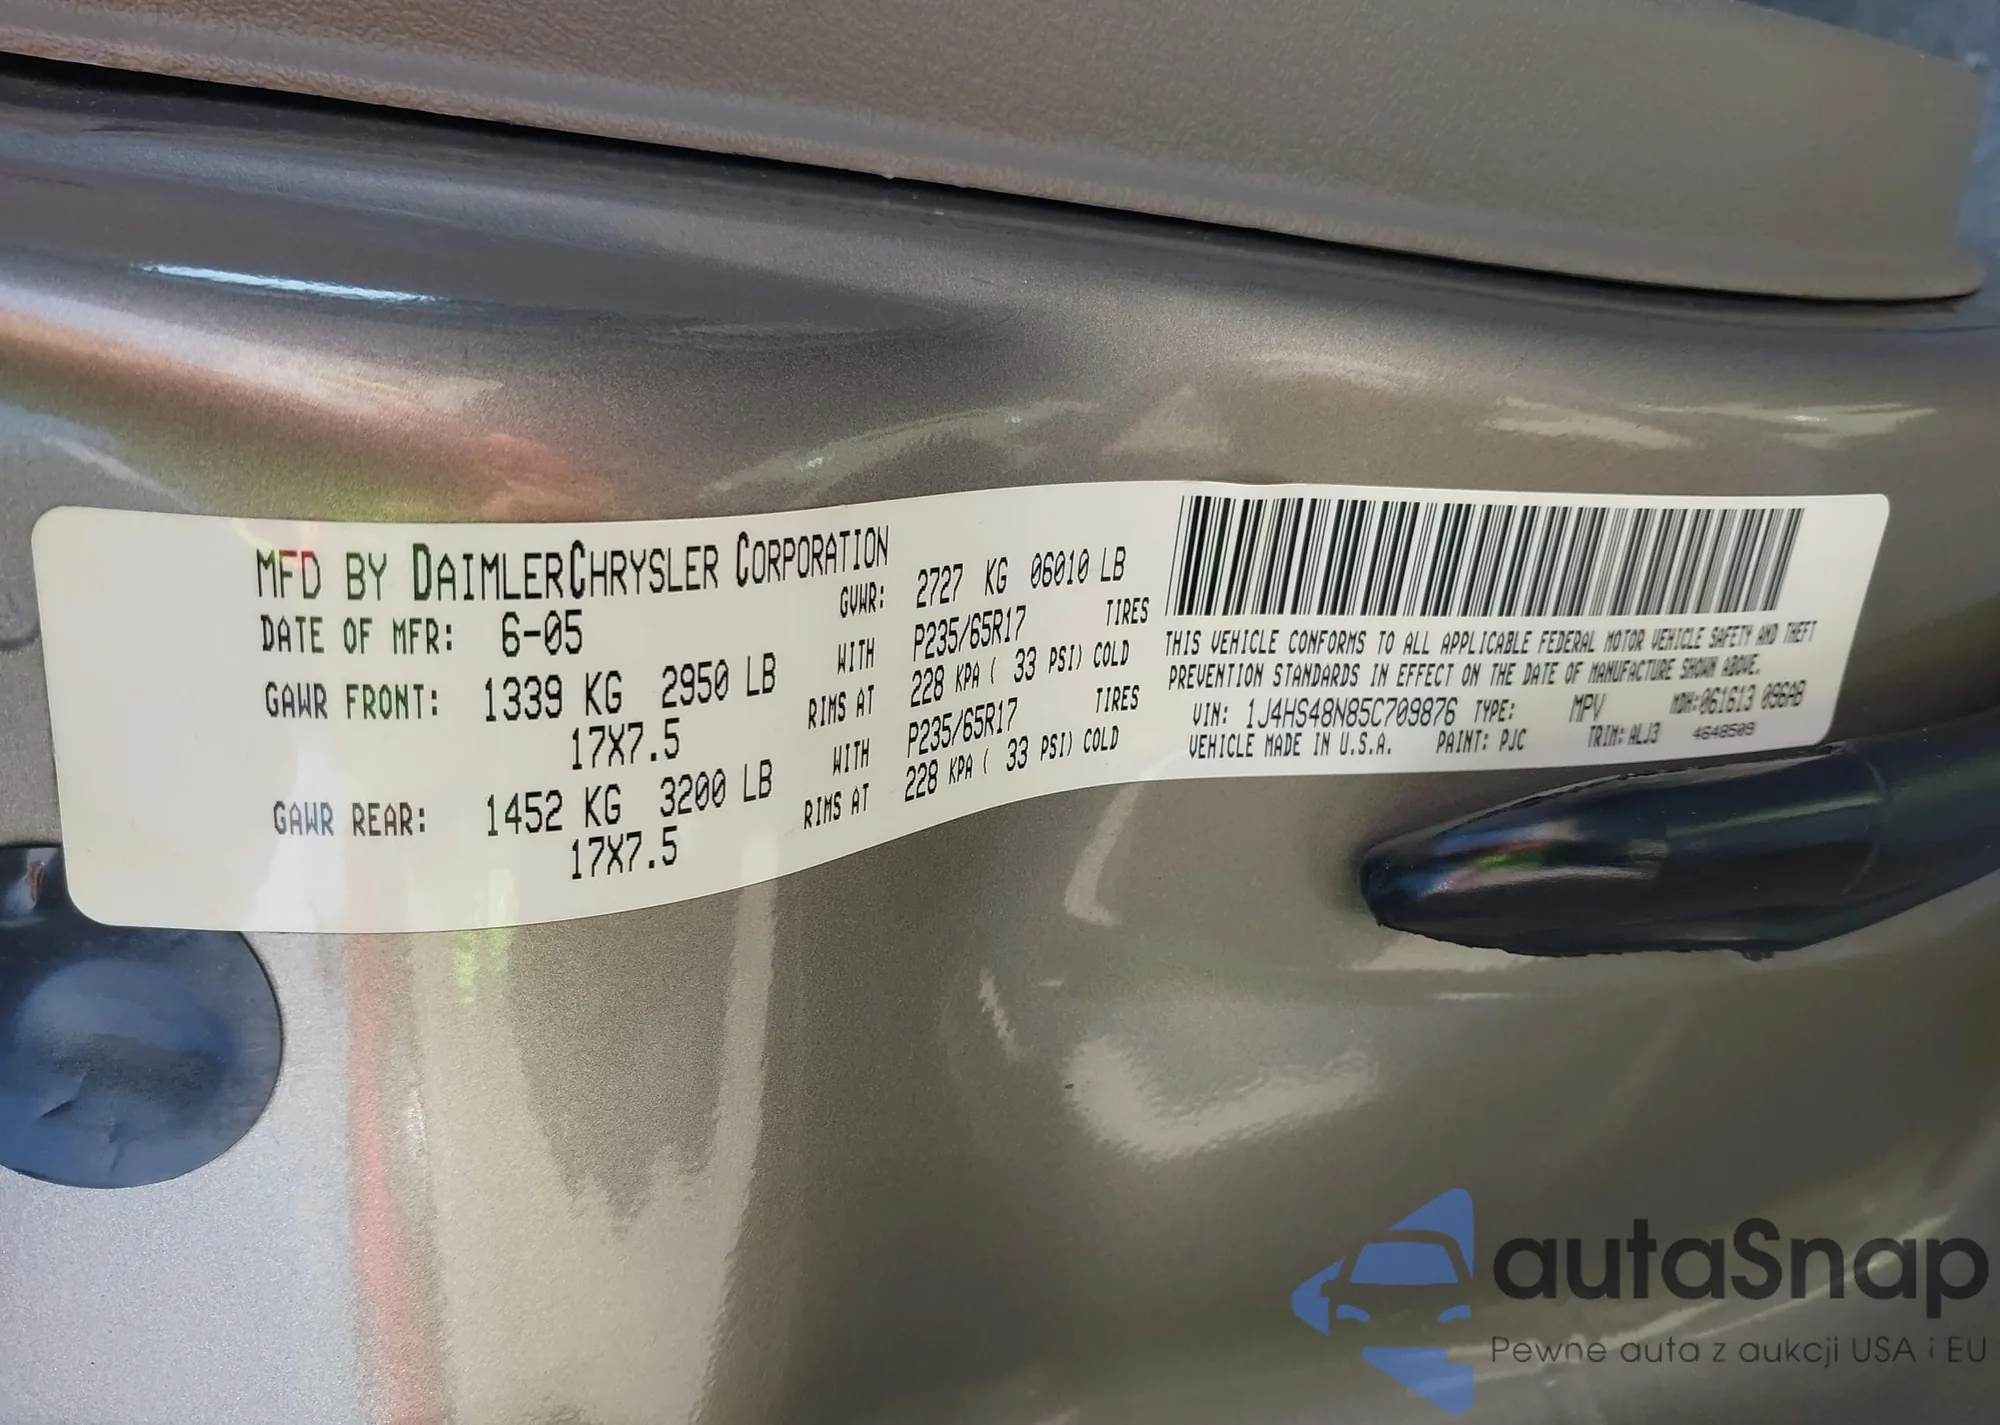 MFD BY DAIMLERCHRYSLER CORPORATION
DATE OF MFR: 6-05 GVWR: 2727 KG 06010 LB
GAWR FRONT: 1339 KG 2950 LB WITH P235/65R17 TIRES
17X7.5 RIMS AT 228 KPA ( 33 PSI) COLD
GAWR REAR: 1452 KG 3200 LB WITH P235/65R17 TIRES
17X7.5 RIMS AT 228 KPA ( 33 PSI) COLD
THIS VEHICLE CONFORMS TO ALL APPLICABLE FEDERAL MOTOR VEHICLE SAFETY AND THEFT
PREVENTION STANDARDS IN EFFECT ON THE DATE OF MANUFACTURE SHOWN ABOVE.
VIN: 1J4HS48N85C709876 TYPE: MPV MDH:061613 096AB
VEHICLE MADE IN U.S.A. PAINT: PJC TRIM:ALJ3 4648509
autaSnap
Pewne auta z aukcji USA i EU